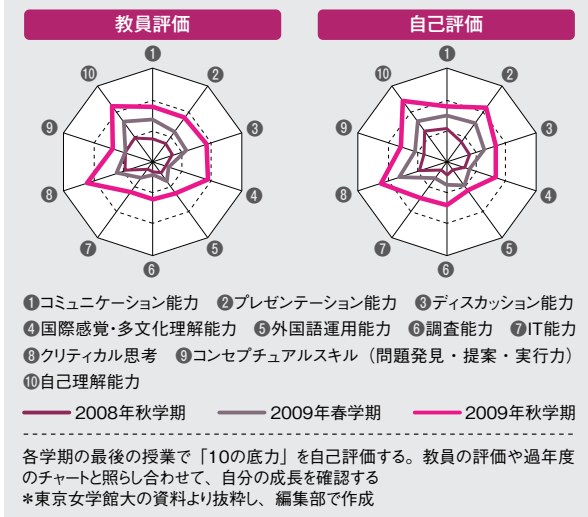 教員評価
自己評価
❶
❷
❸
❹
❺
❻
❼
❽
❾
❿
❶
❷
❸
❹
❺
❻
❼
❽
❾
❿
❶コミュニケーション能力 ❷プレゼンテーション能力 ❸ディスカッション能力
❹国際感覚・多文化理解能力 ❺外国語運用能力 ❻調査能力 ❼IT能力
❽クリティカル思考 ❾コンセプチュアルスキル（問題発見・提案・実行力）
❿自己理解能力
2008年秋学期 2009年春学期 2009年秋学期
各学期の最後の授業で「10の底力」を自己評価する。教員の評価や過年度
のチャートと照らし合わせて、自分の成長を確認する
*東京女学館大の資料より抜粋し、編集部で作成